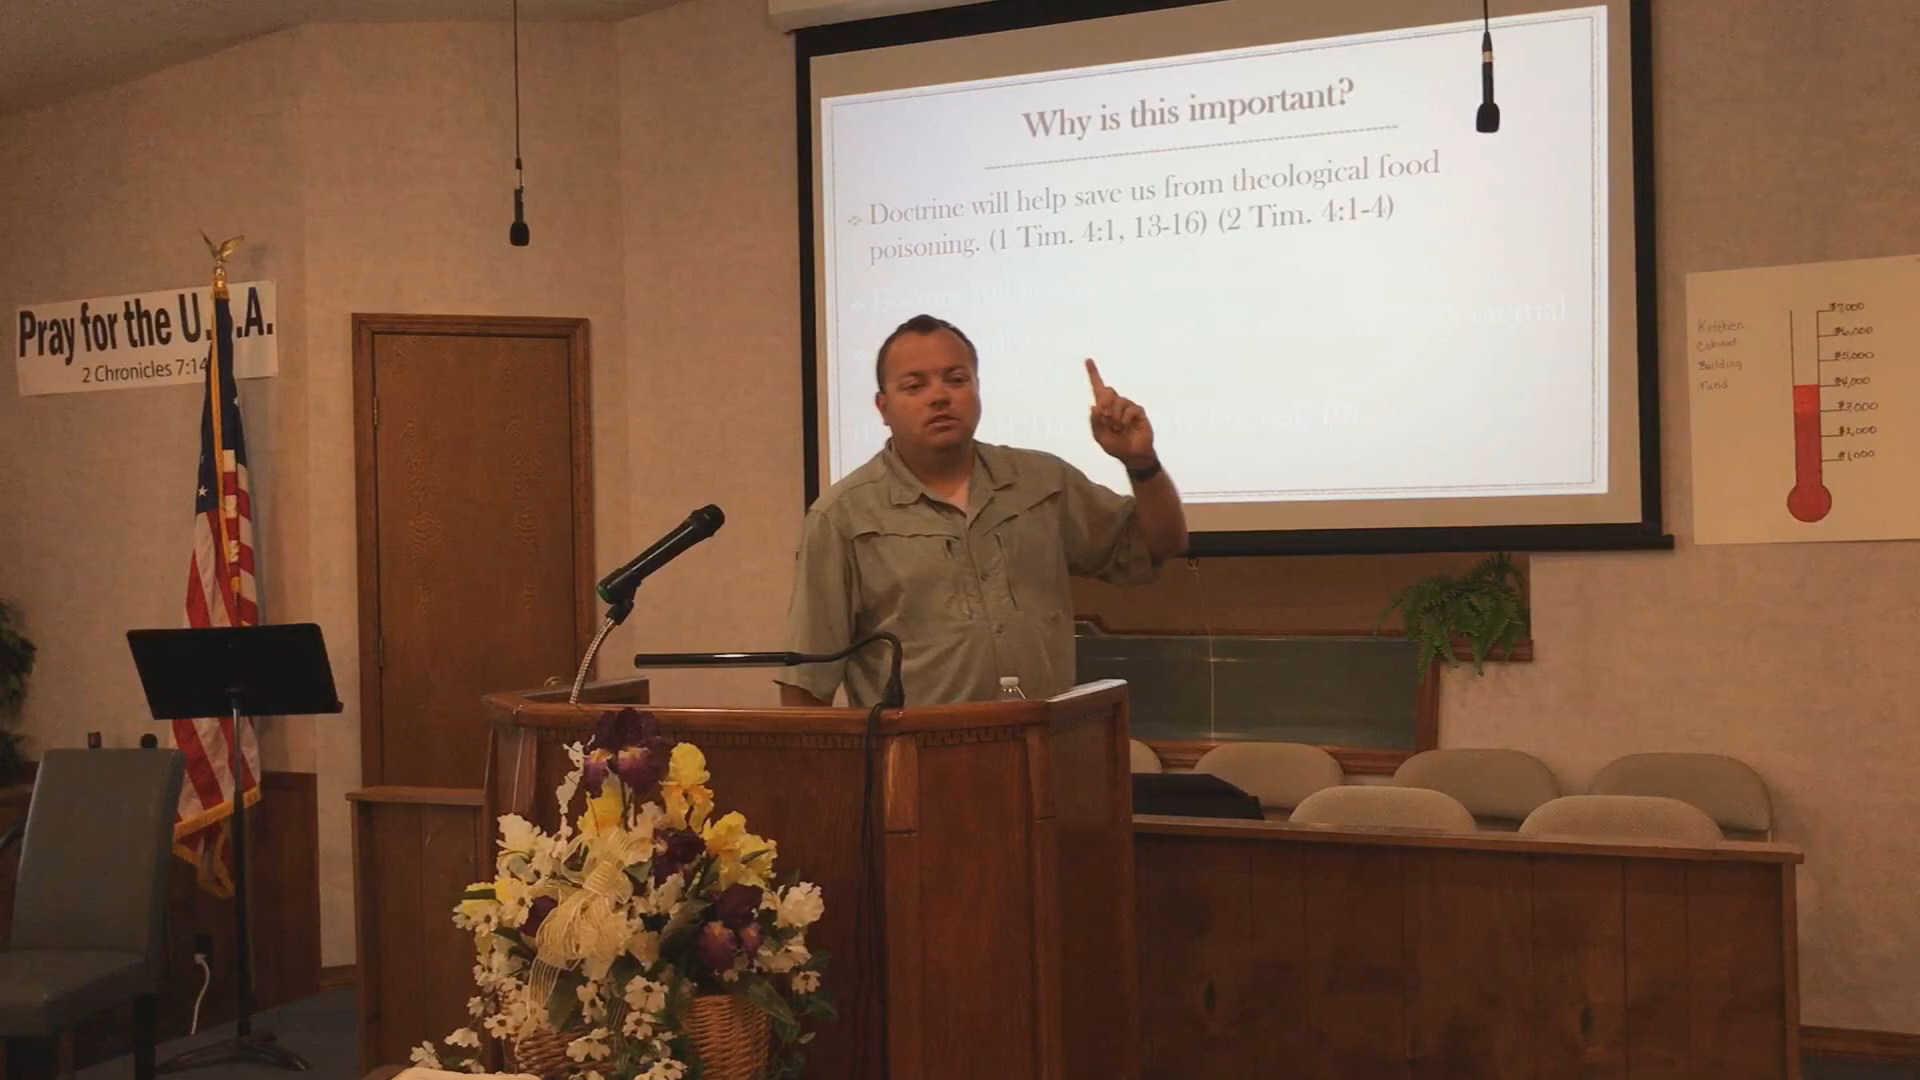 Why is this important?
Doctrine will help save us from theological food
poisoning. (1 Tim. 4:1, 13-16) (2 Tim. 4:1-4)
Pray for the U.S.A.
2 Chronicles 7:14
Kitchen
Cabinet
Building
Fund
$7,000
$6,000
$5,000
$4,000
$3,000
$2,000
$1,000